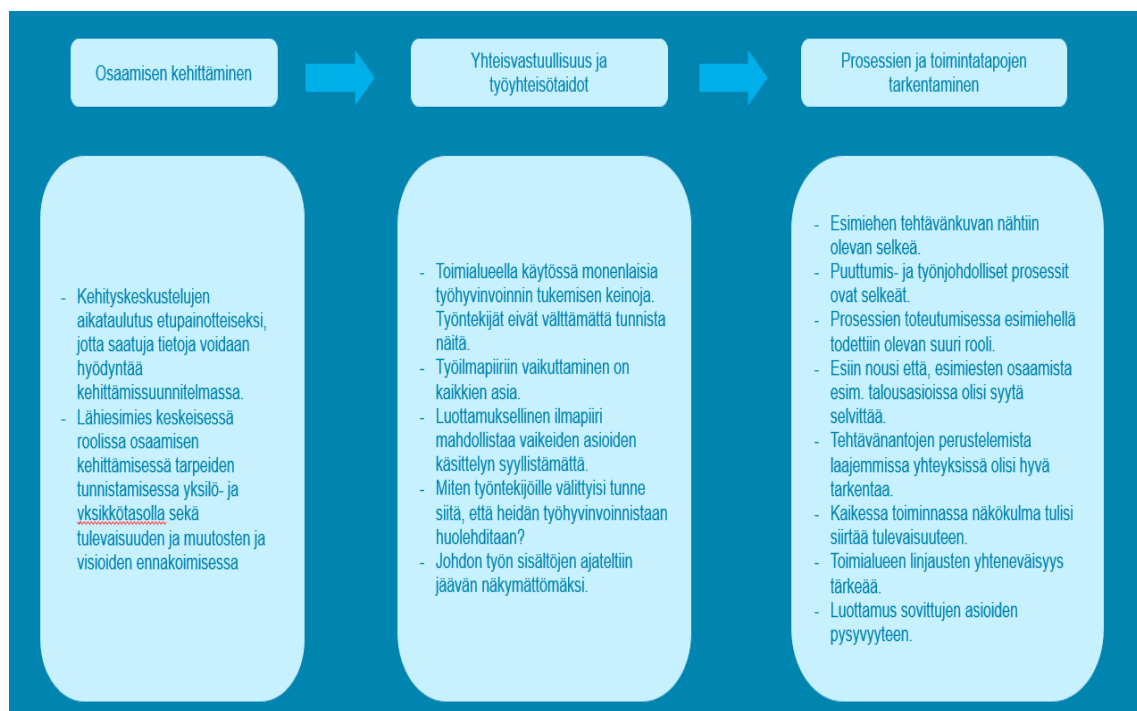 Osaamisen kehittäminen
Yhteisvastuullisuus ja
työyhteisötaidot
Prosessien ja toimintatapojen
tarkentaminen
- Kehityskeskustelujen
aikataulutus etupainotteiseksi,
jotta saatuja tietoja voidaan
hyödyntää
kehittämissuunnitelmassa.
- Lähiesimies keskeisessä
roolissa osaamisen
kehittämisessä tarpeiden
tunnistamisessa yksilö- ja
yksikkötasolla sekä
tulevaisuuden ja muutosten ja
visioiden ennakoimisessa
- Toimialueella käytössä monenlaisia
työhyvinvoinnin tukemisen keinoja.
Työntekijät eivät välttämättä tunnista
näitä.
- Työilmapiiriin vaikuttaminen on
kaikkien asia.
- Luottamuksellinen ilmapiiri
mahdollistaa vaikeiden asioiden
käsittelyn syyllistämättä.
- Miten työntekijöille välittyisi tunne
siitä, että heidän työhyvinvoinnistaan
huolehditaan?
- Johdon työn sisältöjen ajateltiin
jäävän näkymättömäksi.
- Esimiehen tehtävänkuvan nähtiin
olevan selkeä.
- Puuttumis- ja työnjohdolliset prosessit
ovat selkeät.
- Prosessien toteutumisessa esimiehellä
todettiin olevan suuri rooli.
- Esiin nousi että, esimiesten osaamista
esim. talousasioissa olisi syytä
selvittää.
- Tehtävänantojen perustelemista
laajemmissa yhteyksissä olisi hyvä
tarkentaa.
- Kaikessa toiminnassa näkökulma tulisi
siirtää tulevaisuuteen.
- Toimialueen linjausten yhteneväisyys
tärkeää.
- Luottamus sovittujen asioiden
pysyvyyteen.